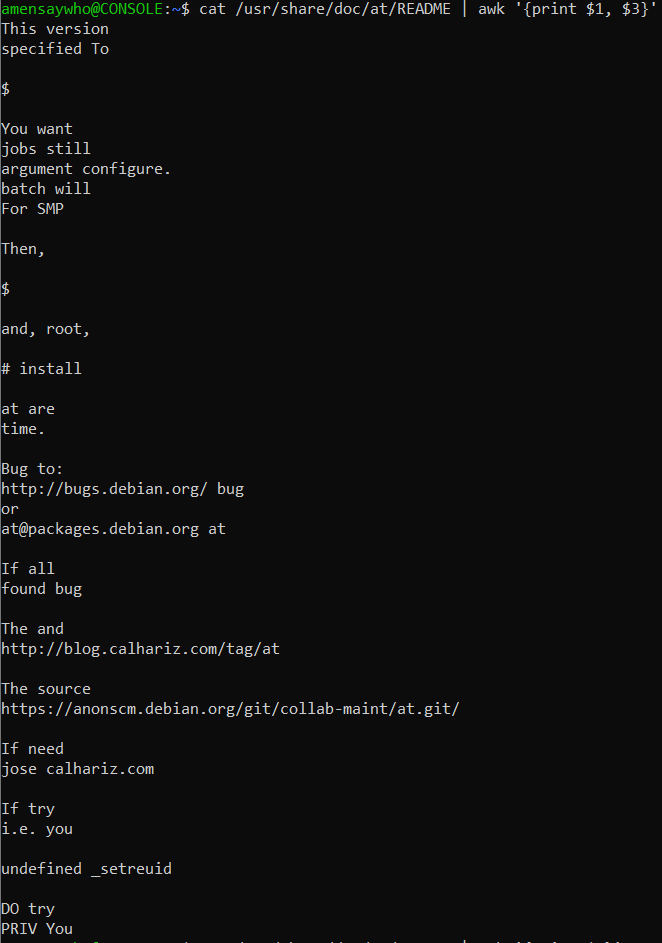 amensaywho@CONSOLE:~$ cat /usr/share/doc/at/README | awk '{print $1, $3}'
This version
specified To
$
You want
jobs still
argument configure.
batch will
For SMP
Then,
$
and, root,
# install
at are
time.
Bug to:
http://bugs.debian.org/ bug
or
at@packages.debian.org at
If all
found bug
The and
http://blog.calhariz.com/tag/at
The source
https://anonscm.debian.org/git/collab-maint/at.git/
If need
jose calhariz.com
If try
i.e. you
undefined _setreuid
DO try
PRIV You